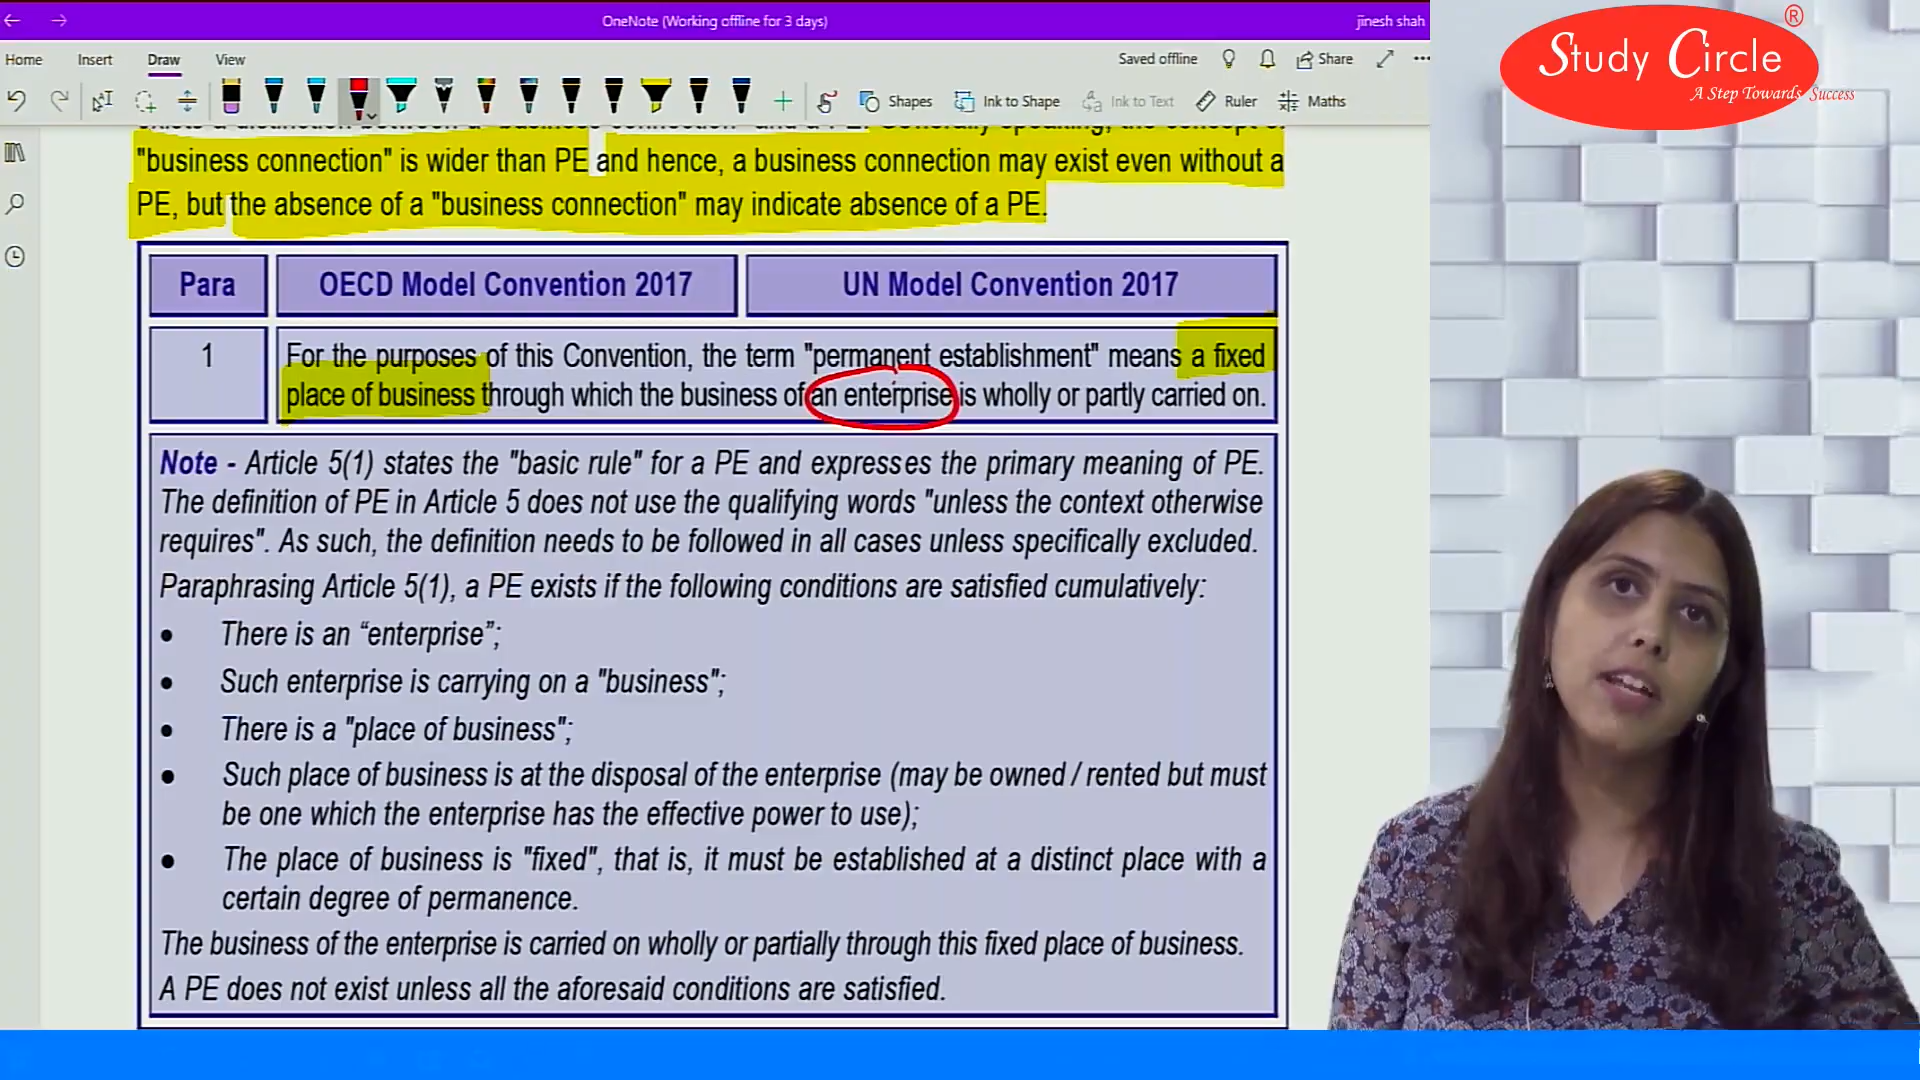 OneNote (Working offline for 3 days)
jinesh shah
Home Insert Draw View
Saved offline Share
Shapes Ink to Shape Ink to Text Ruler Maths
"business connection" is wider than PE and hence, a business connection may exist even without a
PE, but the absence of a "business connection" may indicate absence of a PE.
Para OECD Model Convention 2017 UN Model Convention 2017
1 For the purposes of this Convention, the term "permanent establishment" means a fixed
place of business through which the business of an enterprise is wholly or partly carried on.
Note - Article 5(1) states the "basic rule" for a PE and expresses the primary meaning of PE.
The definition of PE in Article 5 does not use the qualifying words "unless the context otherwise
requires". As such, the definition needs to be followed in all cases unless specifically excluded.
Paraphrasing Article 5(1), a PE exists if the following conditions are satisfied cumulatively:
• There is an “enterprise”;
• Such enterprise is carrying on a "business";
• There is a "place of business";
• Such place of business is at the disposal of the enterprise (may be owned / rented but must
be one which the enterprise has the effective power to use);
• The place of business is "fixed", that is, it must be established at a distinct place with a
certain degree of permanence.
The business of the enterprise is carried on wholly or partially through this fixed place of business.
A PE does not exist unless all the aforesaid conditions are satisfied.
Study Circle ®
A Step Towards Success